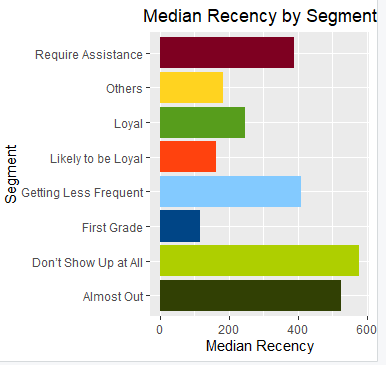 Median Recency by Segment
Require Assistance
Others
Loyal
Likely to be Loyal
Getting Less Frequent
First Grade
Don't Show Up at All
Almost Out
Segment
0 200 400 600
Median Recency